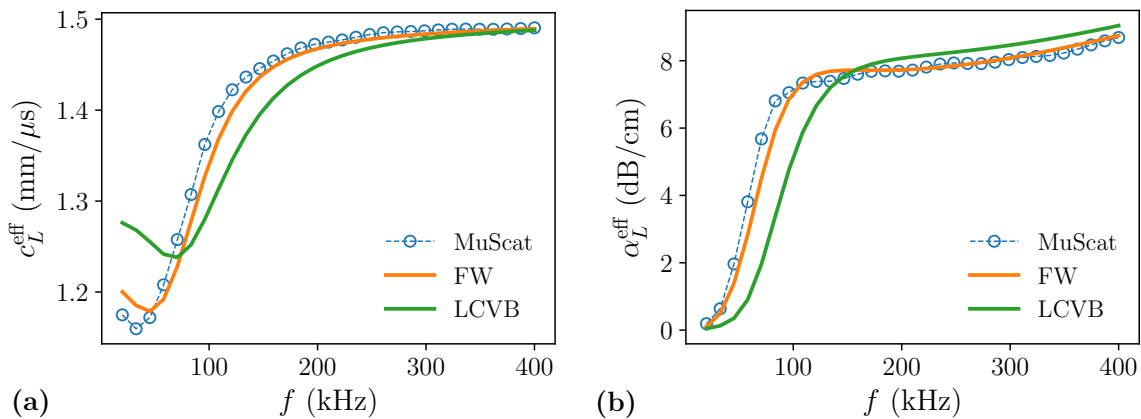 1.5
1.4
1.3
1.2
c_L^eff (mm/μs)
MuScat
FW
LCVB
100 200 300 400
(a)
f (kHz)
8
6
4
2
0
α_L^eff (dB/cm)
MuScat
FW
LCVB
100 200 300 400
(b)
f (kHz)